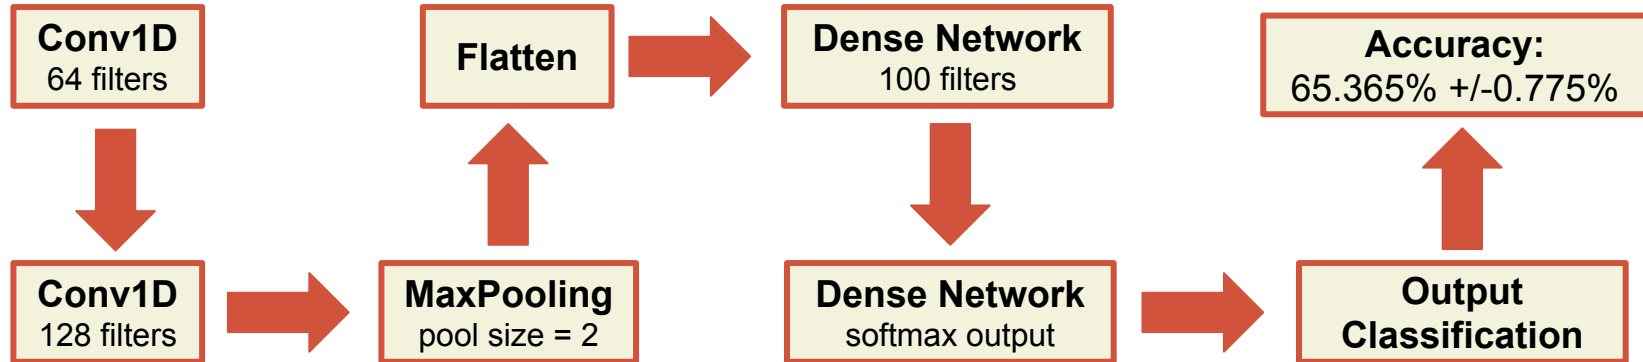 Conv1D
64 filters
Conv1D
128 filters
MaxPooling
pool size = 2
Flatten
Dense Network
100 filters
Dense Network
softmax output
Output
Classification
Accuracy:
65.365% +/-0.775%